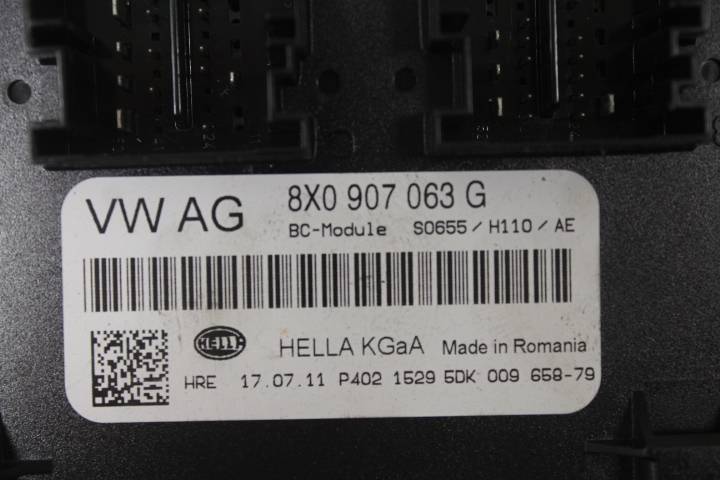 VW AG 8X0 907 063 G
BC-Module S0655/H110/AE
HELLA HELLA KGaA Made in Romania
HRE 17.07.11 P402 1529 5DK 009 658-79